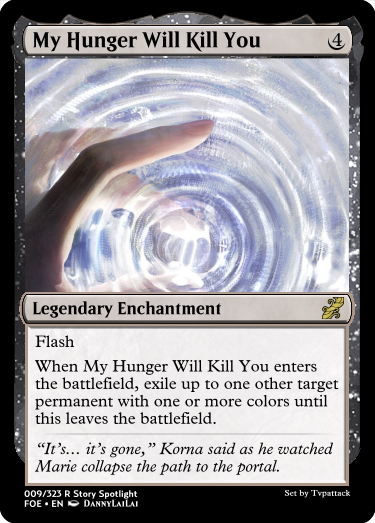 My Hunger Will Kill You 4
Legendary Enchantment
Flash
When My Hunger Will Kill You enters
the battlefield, exile up to one other target
permanent with one or more colors until
this leaves the battlefield.
“It’s… it’s gone,” Korna said as he watched
Marie collapse the path to the portal.
009/323 R Story Spotlight
Set by Tvpattack
FOE • EN DannyLaiLai